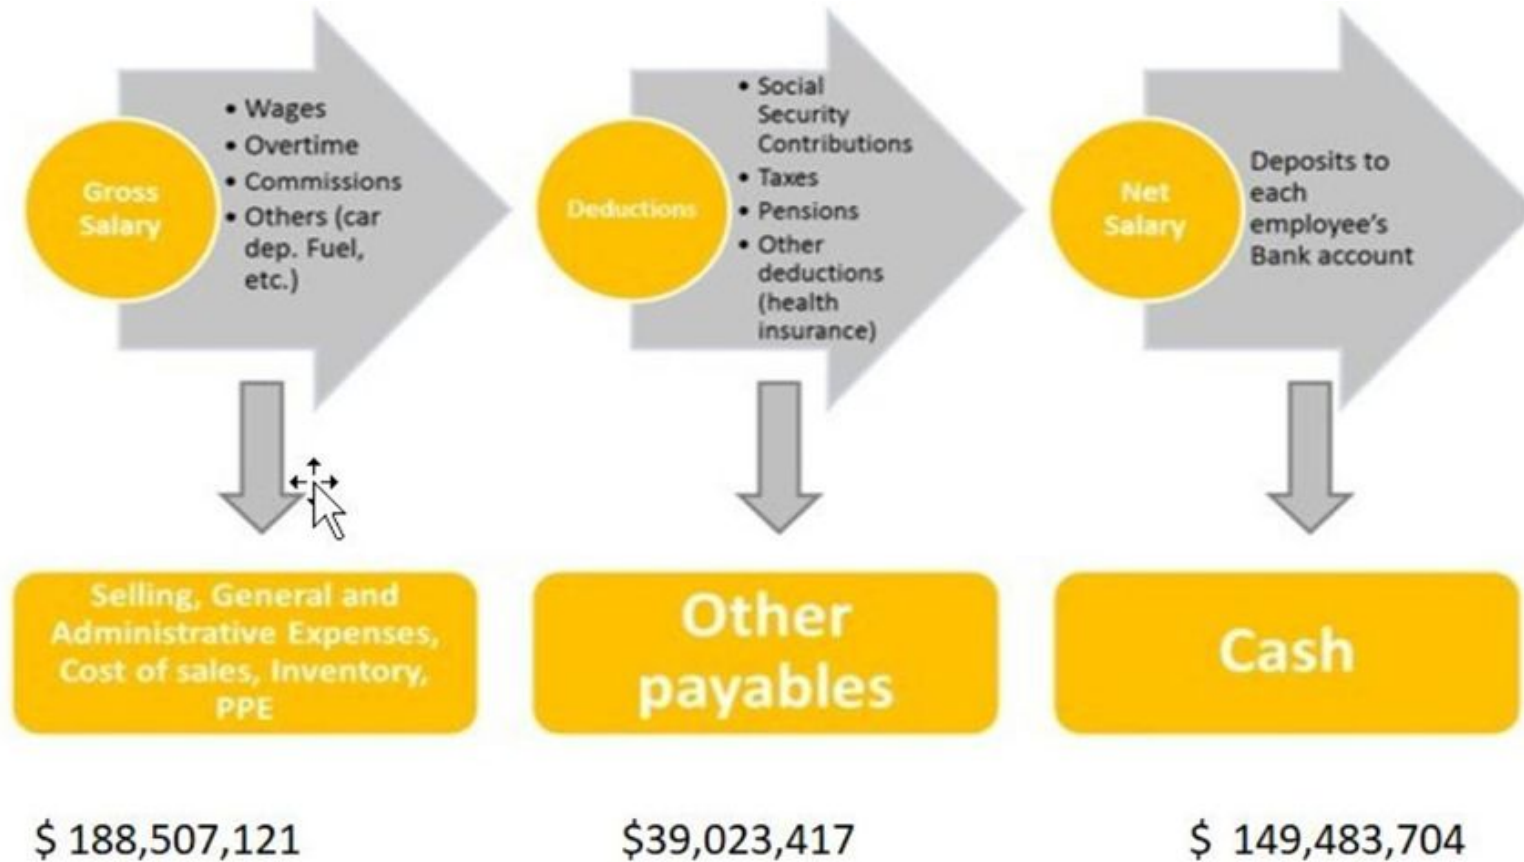 Gross
Salary
• Wages
• Overtime
• Commissions
• Others (car
dep. Fuel,
etc.)
Deductions
• Social
Security
Contributions
• Taxes
• Pensions
• Other
deductions
(health
insurance)
Net
Salary
Deposits to
each
employee's
Bank account
Selling, General and
Administrative Expenses,
Cost of sales, Inventory,
PPE
Other
payables
Cash
$ 188,507,121
$39,023,417
$ 149,483,704